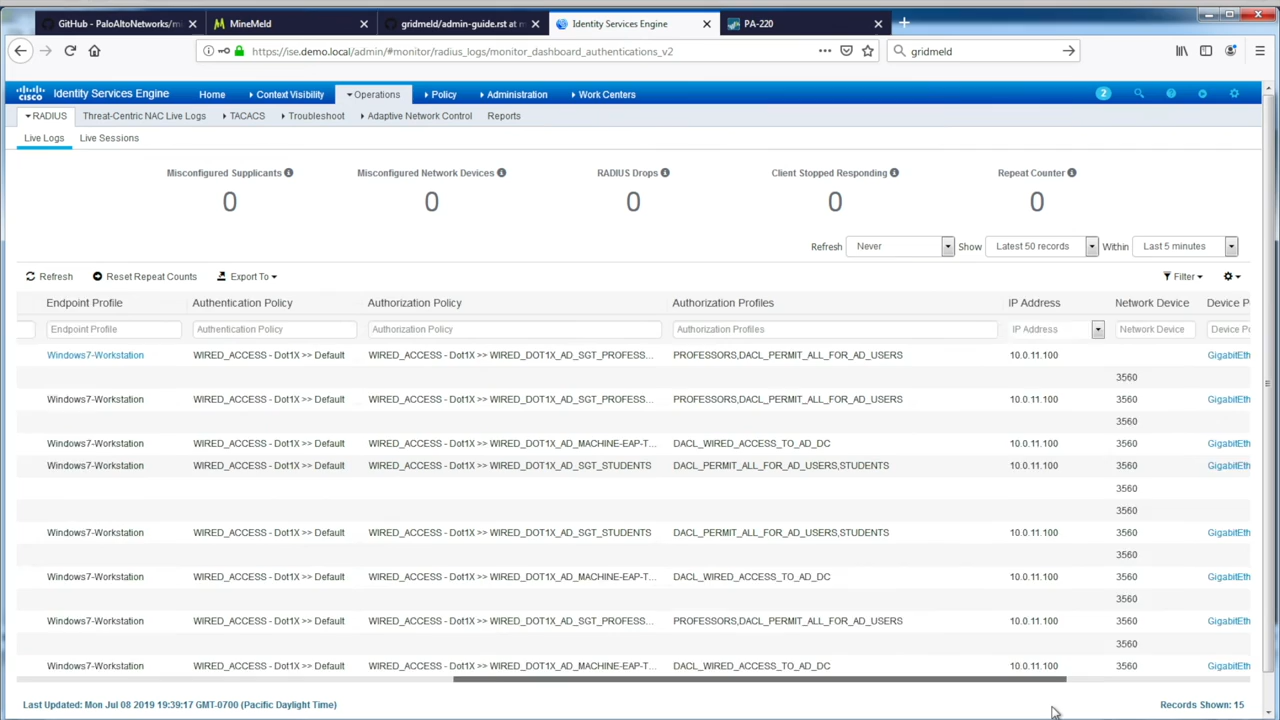 GitHub - PaloAltoNetworks/mi
MineMeld
gridmeld/admin-guide.rst at m
Identity Services Engine
PA-220
https://ise.demo.local/admin/#monitor/radius_logs/monitor_dashboard_authentications_v2
gridmeld
cisco Identity Services Engine Home Context Visibility Operations Policy Administration Work Centers 2
RADIUS Threat-Centric NAC Live Logs TACACS Troubleshoot Adaptive Network Control Reports
Live Logs Live Sessions
Misconfigured Supplicants Misconfigured Network Devices RADIUS Drops Client Stopped Responding Repeat Counter
0 0 0 0 0
Refresh Never Show Latest 50 records Within Last 5 minutes
Refresh Reset Repeat Counts Export To Filter
Endpoint Profile Authentication Policy Authorization Policy Authorization Profiles IP Address Network Device Device P
Endpoint Profile Authentication Policy Authorization Policy Authorization Profiles IP Address Network Device Device P
Windows7-Workstation WIRED_ACCESS - Dot1X >> Default WIRED_ACCESS - Dot1X >> WIRED_DOT1X_AD_SGT_PROFESS... PROFESSORS,DACL_PERMIT_ALL_FOR_AD_USERS 10.0.11.100 GigabitEth
3560
Windows7-Workstation WIRED_ACCESS - Dot1X >> Default WIRED_ACCESS - Dot1X >> WIRED_DOT1X_AD_SGT_PROFESS... PROFESSORS,DACL_PERMIT_ALL_FOR_AD_USERS 10.0.11.100 3560 GigabitEth
3560
Windows7-Workstation WIRED_ACCESS - Dot1X >> Default WIRED_ACCESS - Dot1X >> WIRED_DOT1X_AD_MACHINE-EAP-T... DACL_WIRED_ACCESS_TO_AD_DC 10.0.11.100 3560 GigabitEth
Windows7-Workstation WIRED_ACCESS - Dot1X >> Default WIRED_ACCESS - Dot1X >> WIRED_DOT1X_AD_SGT_STUDENTS DACL_PERMIT_ALL_FOR_AD_USERS,STUDENTS 10.0.11.100 3560 GigabitEth
3560
3560
Windows7-Workstation WIRED_ACCESS - Dot1X >> Default WIRED_ACCESS - Dot1X >> WIRED_DOT1X_AD_SGT_STUDENTS DACL_PERMIT_ALL_FOR_AD_USERS,STUDENTS 10.0.11.100 3560 GigabitEth
3560
Windows7-Workstation WIRED_ACCESS - Dot1X >> Default WIRED_ACCESS - Dot1X >> WIRED_DOT1X_AD_MACHINE-EAP-T... DACL_WIRED_ACCESS_TO_AD_DC 10.0.11.100 3560 GigabitEth
3560
Windows7-Workstation WIRED_ACCESS - Dot1X >> Default WIRED_ACCESS - Dot1X >> WIRED_DOT1X_AD_SGT_PROFESS... PROFESSORS,DACL_PERMIT_ALL_FOR_AD_USERS 10.0.11.100 3560 GigabitEth
3560
Windows7-Workstation WIRED_ACCESS - Dot1X >> Default WIRED_ACCESS - Dot1X >> WIRED_DOT1X_AD_MACHINE-EAP-T... DACL_WIRED_ACCESS_TO_AD_DC 10.0.11.100 3560 GigabitEth
Last Updated: Mon Jul 08 2019 19:39:17 GMT-0700 (Pacific Daylight Time) Records Shown: 15